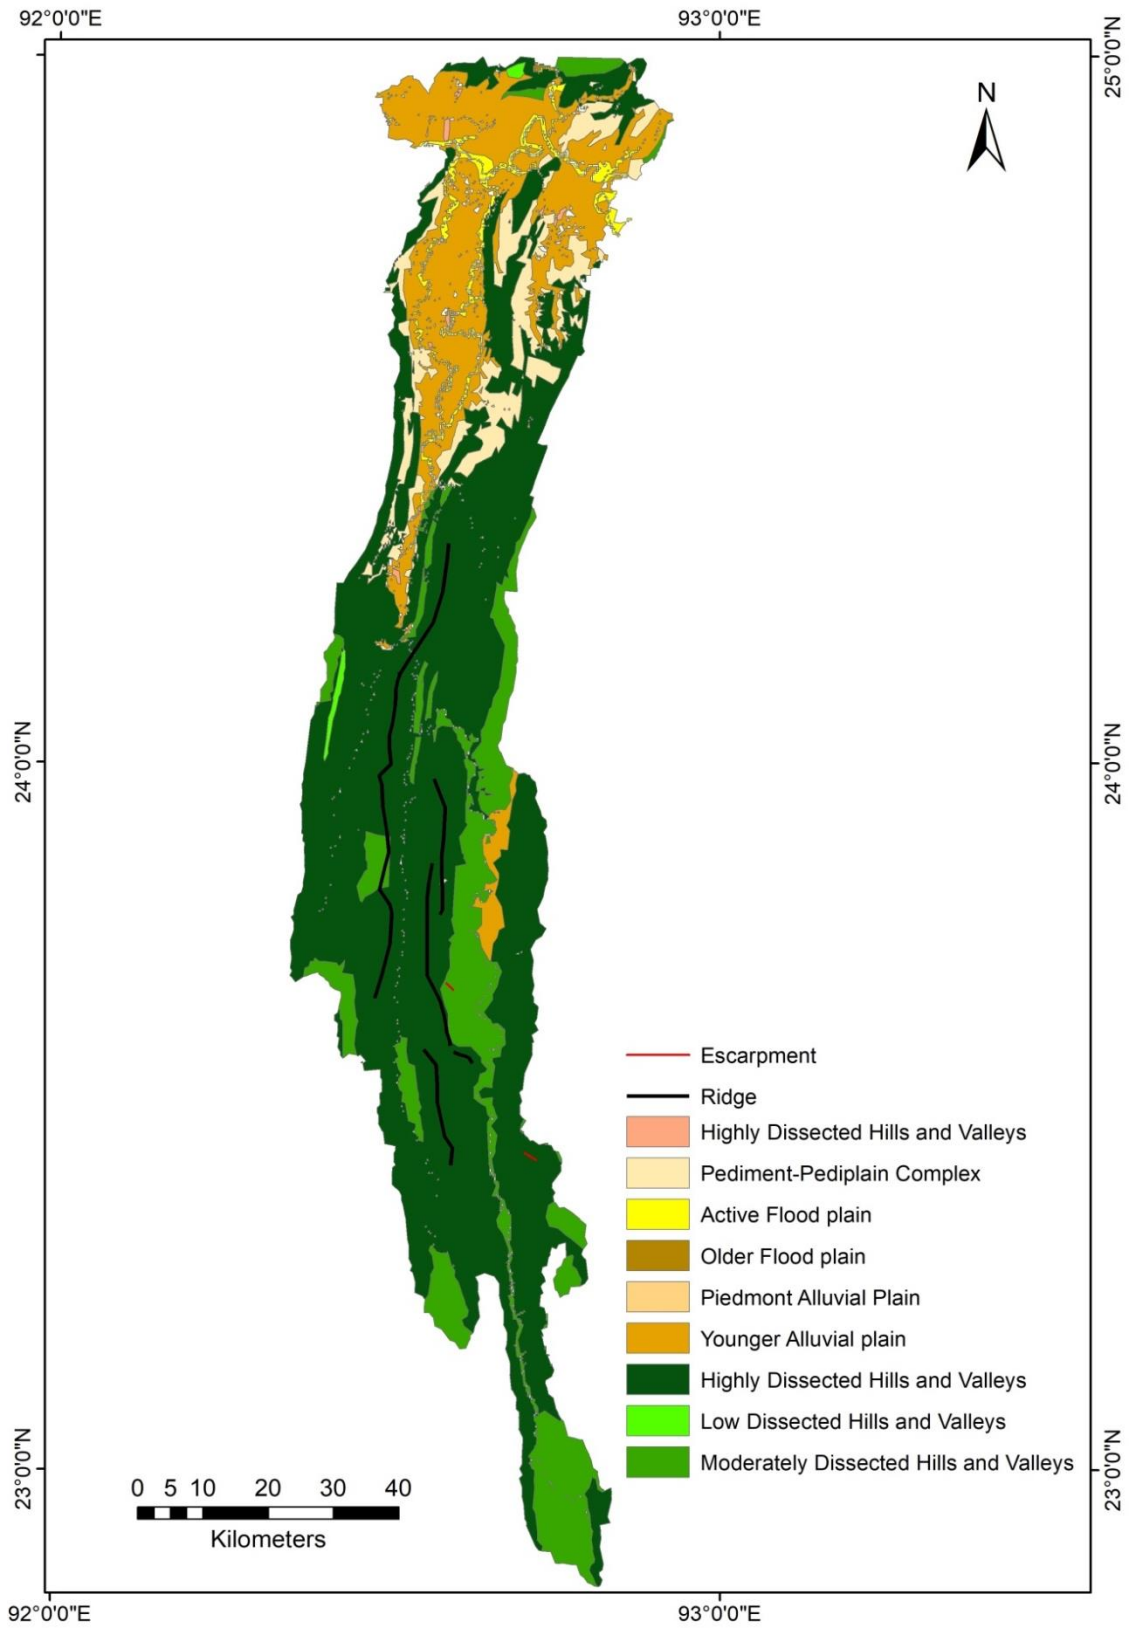 92°0'0"E
93°0'0"E
25°0'0"N
N
24°0'0"N
24°0'0"N
Escarpment
Ridge
Highly Dissected Hills and Valleys
Pediment-Pediplain Complex
Active Flood plain
Older Flood plain
Piedmont Alluvial Plain
Younger Alluvial plain
Highly Dissected Hills and Valleys
Low Dissected Hills and Valleys
Moderately Dissected Hills and Valleys
23°0'0"N
23°0'0"N
0 5 10 20 30 40
Kilometers
92°0'0"E
93°0'0"E